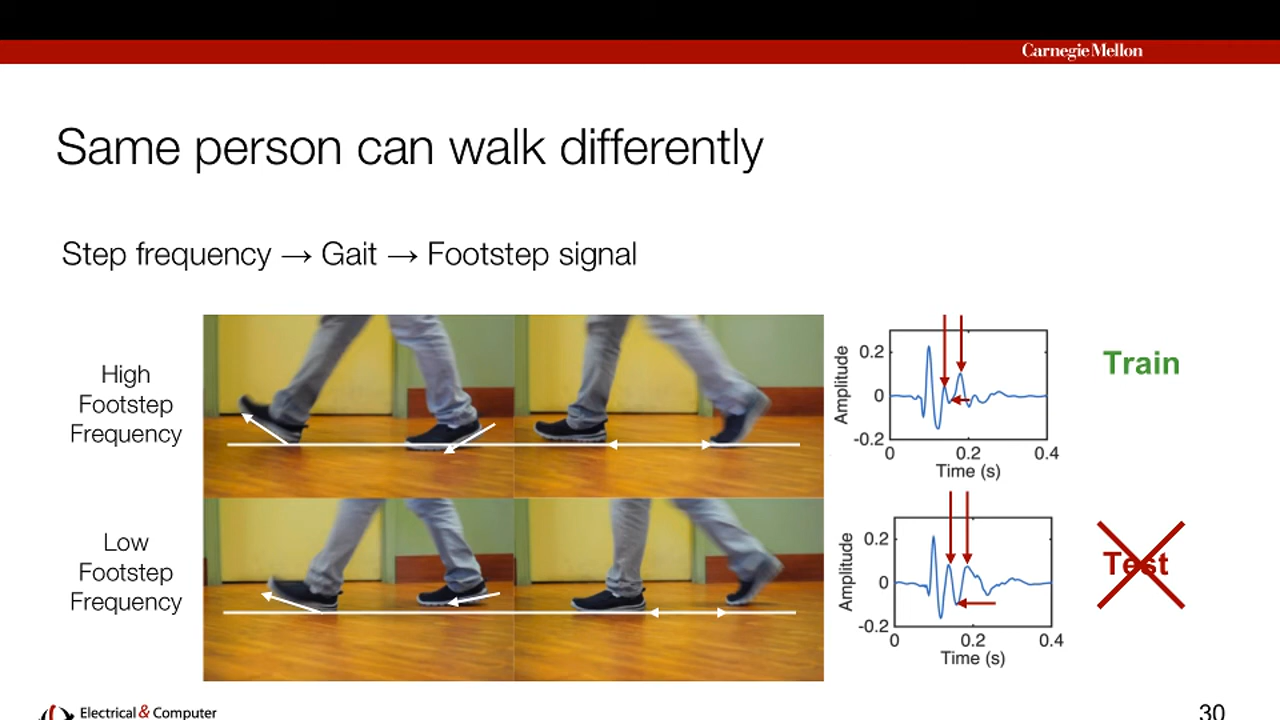 Carnegie Mellon
Same person can walk differently
Step frequency → Gait → Footstep signal
High
Footstep
Frequency
Amplitude
0.2
0
-0.2
0
0.2
0.4
Time (s)
Train
Low
Footstep
Frequency
Amplitude
0.2
0
-0.2
0
0.2
0.4
Time (s)
Test
Electrical & Computer
30